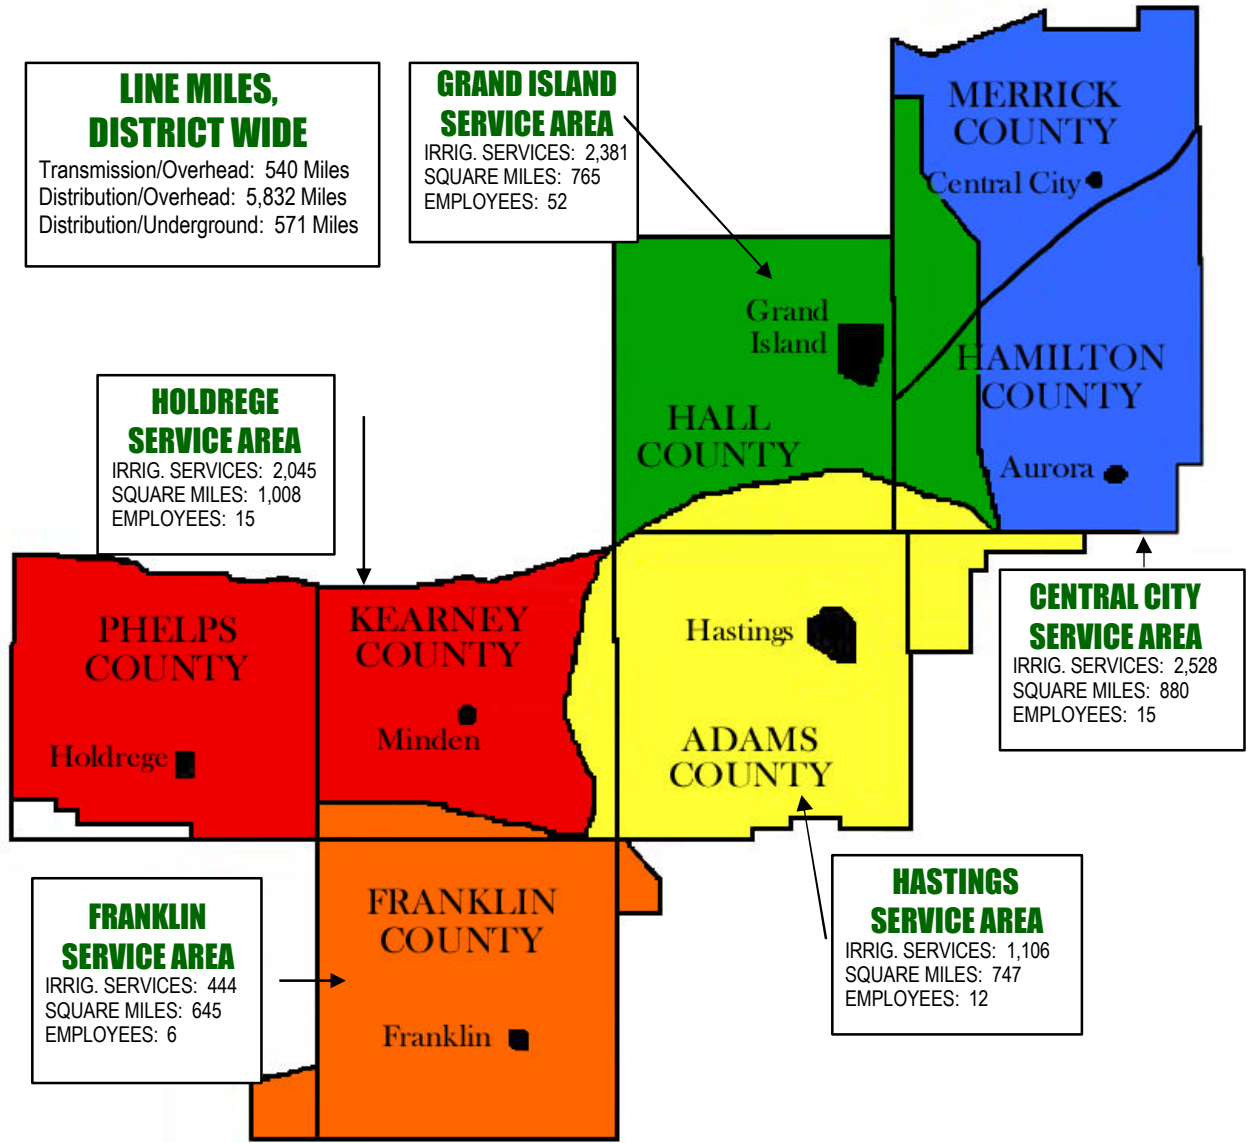 LINE MILES,
DISTRICT WIDE
Transmission/Overhead: 540 Miles
Distribution/Overhead: 5,832 Miles
Distribution/Underground: 571 Miles
GRAND ISLAND
SERVICE AREA
IRRIG. SERVICES: 2,381
SQUARE MILES: 765
EMPLOYEES: 52
MERRICK
COUNTY
Central City
Grand
Island
HAMILTON
COUNTY
HALL
COUNTY
Aurora
HOLDREGE
SERVICE AREA
IRRIG. SERVICES: 2,045
SQUARE MILES: 1,008
EMPLOYEES: 15
PHELPS
COUNTY
KEARNEY
COUNTY
Hastings
CENTRAL CITY
SERVICE AREA
IRRIG. SERVICES: 2,528
SQUARE MILES: 880
EMPLOYEES: 15
Holdrege
Minden
ADAMS
COUNTY
FRANKLIN
SERVICE AREA
IRRIG. SERVICES: 444
SQUARE MILES: 645
EMPLOYEES: 6
FRANKLIN
COUNTY
Franklin
HASTINGS
SERVICE AREA
IRRIG. SERVICES: 1,106
SQUARE MILES: 747
EMPLOYEES: 12